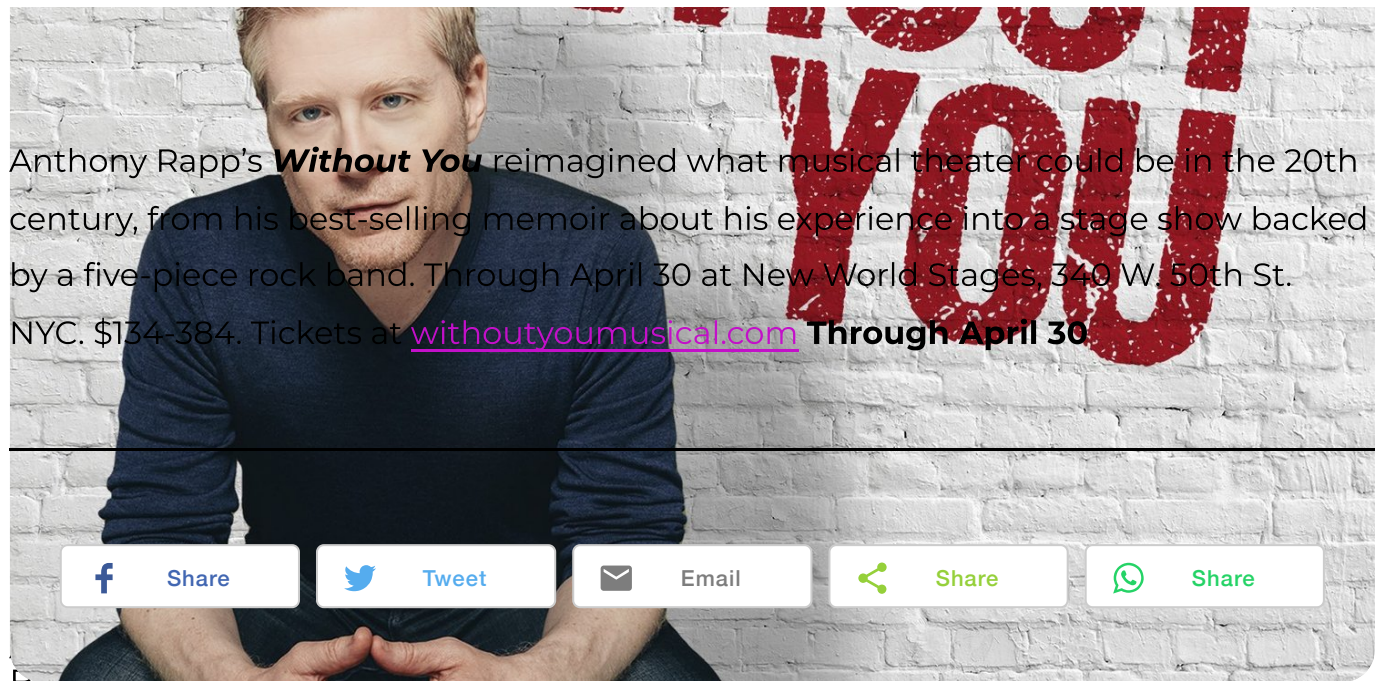 YOU
Anthony Rapp’s Without You reimagined what musical theater could be in the 20th
century, from his best-selling memoir about his experience into a stage show backed
by a five-piece rock band. Through April 30 at New World Stages, 340 W. 50th St.
NYC. $134-384. Tickets at withoutyoumusical.com Through April 30
Share
Tweet
Email
Share
Share